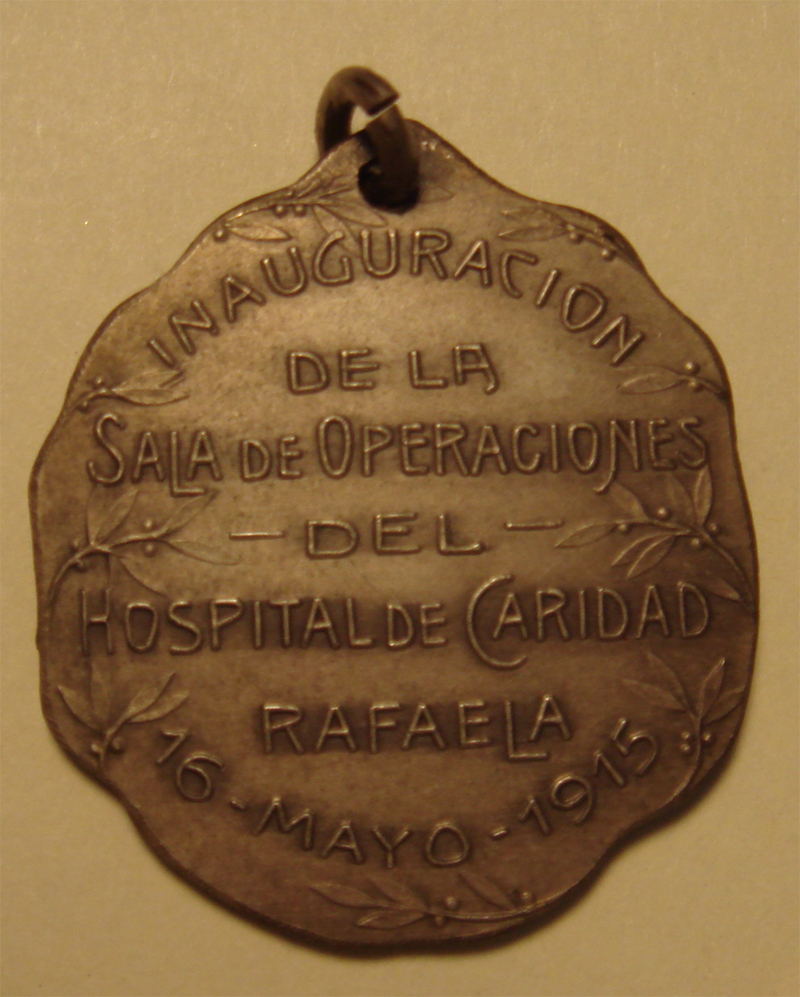 INAUGURACION
DE LA
SALA DE OPERACIONES
- DEL -
HOSPITAL DE CARIDAD
RAFAELA
16 - MAYO - 1915